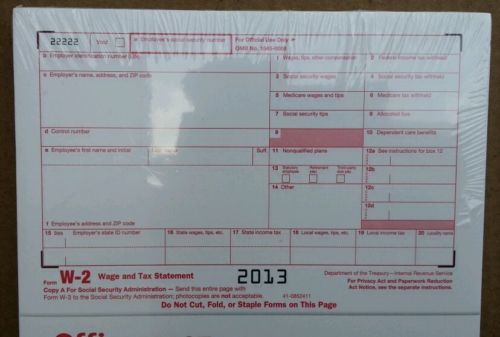 22222 Void a Employee's social security number For Official Use Only
OMB No. 1545-0008
b Employer identification number (EIN) 1 Wages, tips, other compensation 2 Federal income tax withheld
c Employer's name, address, and ZIP code 3 Social security wages 4 Social security tax withheld
5 Medicare wages and tips 6 Medicare tax withheld
7 Social security tips 8 Allocated tips
d Control number 9 10 Dependent care benefits
e Employee's first name and initial Last name Suff. 11 Nonqualified plans 12a See instructions for box 12
13 Statutory employee Retirement plan Third-party sick pay 12b
14 Other 12c
12d
f Employee's address and ZIP code
15 State Employer's state ID number 16 State wages, tips, etc. 17 State income tax 18 Local wages, tips, etc. 19 Local income tax 20 Locality name
Form W-2 Wage and Tax Statement 2013 Department of the Treasury—Internal Revenue Service
Copy A For Social Security Administration — Send this entire page with For Privacy Act and Paperwork Reduction
Form W-3 to the Social Security Administration; photocopies are not acceptable. 41-0852411 Act Notice, see the separate instructions.
Do Not Cut, Fold, or Staple Forms on This Page